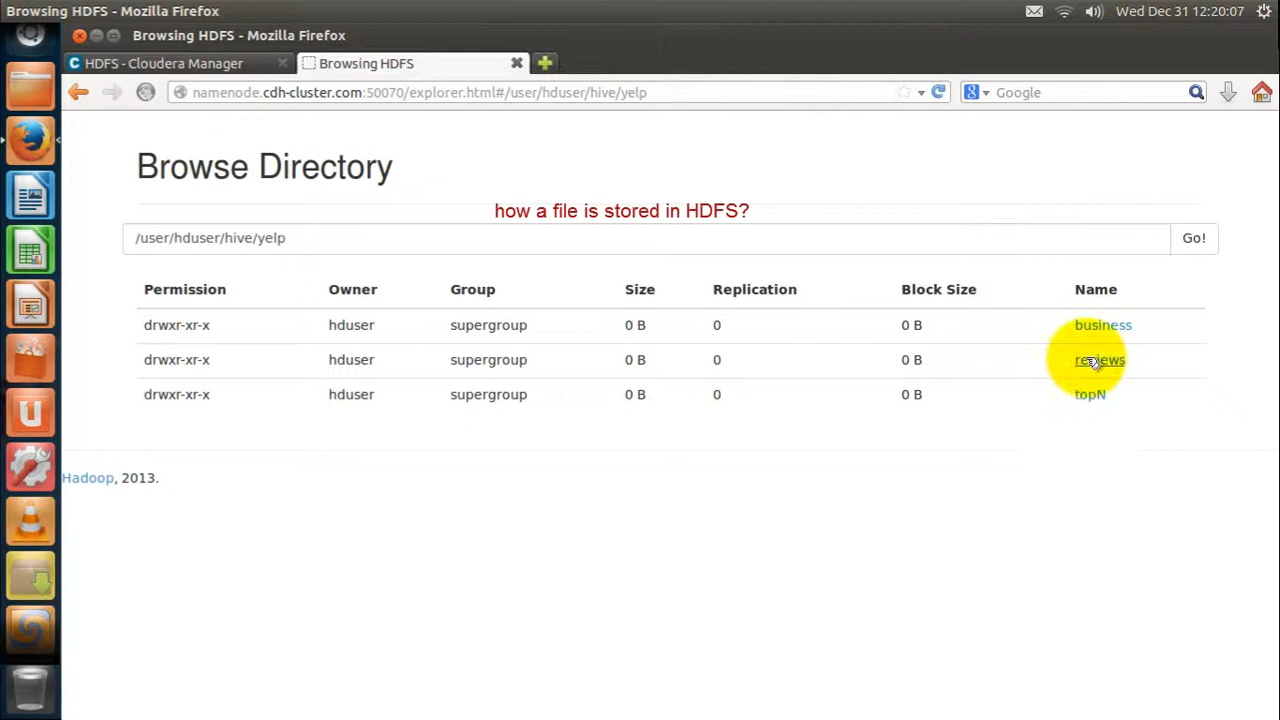 Browsing HDFS - Mozilla Firefox
Wed Dec 31 12:20:07
Browsing HDFS - Mozilla Firefox
HDFS - Cloudera Manager
Browsing HDFS
namenode.cdh-cluster.com:50070/explorer.html#/user/hduser/hive/yelp
Google
Browse Directory
how a file is stored in HDFS?
/user/hduser/hive/yelp
Go!
Permission Owner Group Size Replication Block Size Name
drwxr-xr-x hduser supergroup 0 B 0 0 B business
drwxr-xr-x hduser supergroup 0 B 0 0 B reviews
drwxr-xr-x hduser supergroup 0 B 0 0 B topN
Hadoop, 2013.